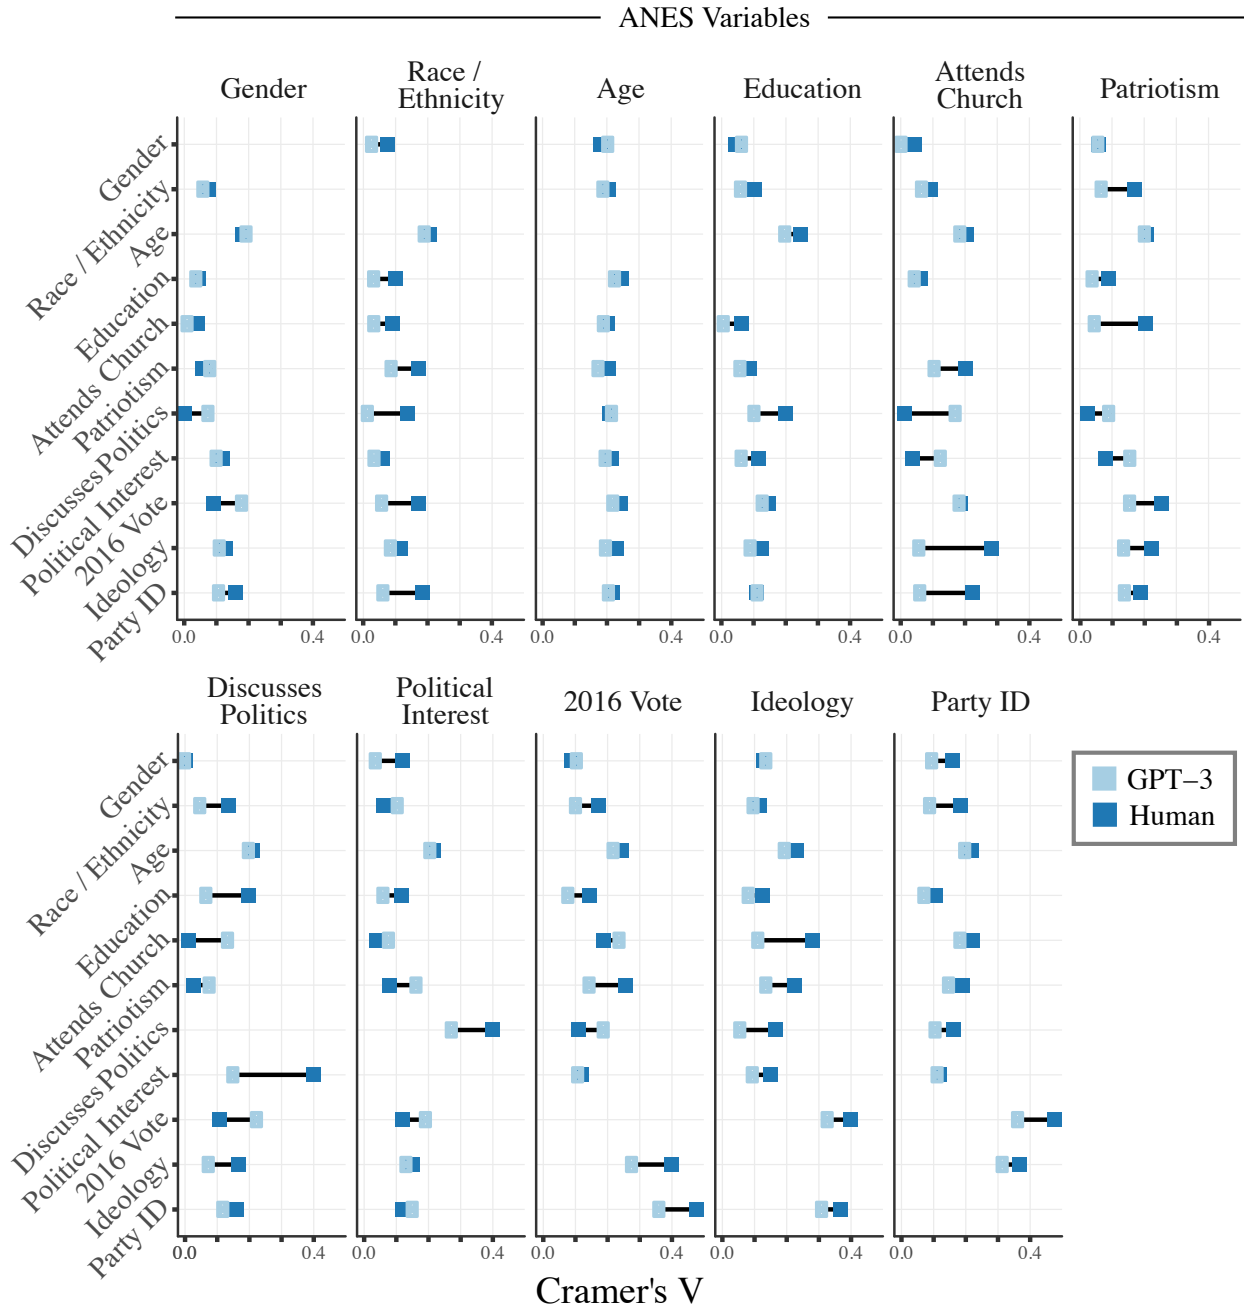 ANES Variables
Gender
Race /
Ethnicity
Age
Education
Attends
Church
Patriotism
Gender
Race / Ethnicity
Age
Education
Attends Church
Patriotism
Discusses Politics
Political Interest
2016 Vote
Ideology
Party ID
0.0 0.4 0.0 0.4 0.0 0.4 0.0 0.4 0.0 0.4 0.0 0.4
Discusses
Politics
Political
Interest
2016 Vote
Ideology
Party ID
Gender
Race / Ethnicity
Age
Education
Attends Church
Patriotism
Discusses Politics
Political Interest
2016 Vote
Ideology
Party ID
GPT−3
Human
0.0 0.4 0.0 0.4 0.0 0.4 0.0 0.4 0.0 0.4
Cramer's V